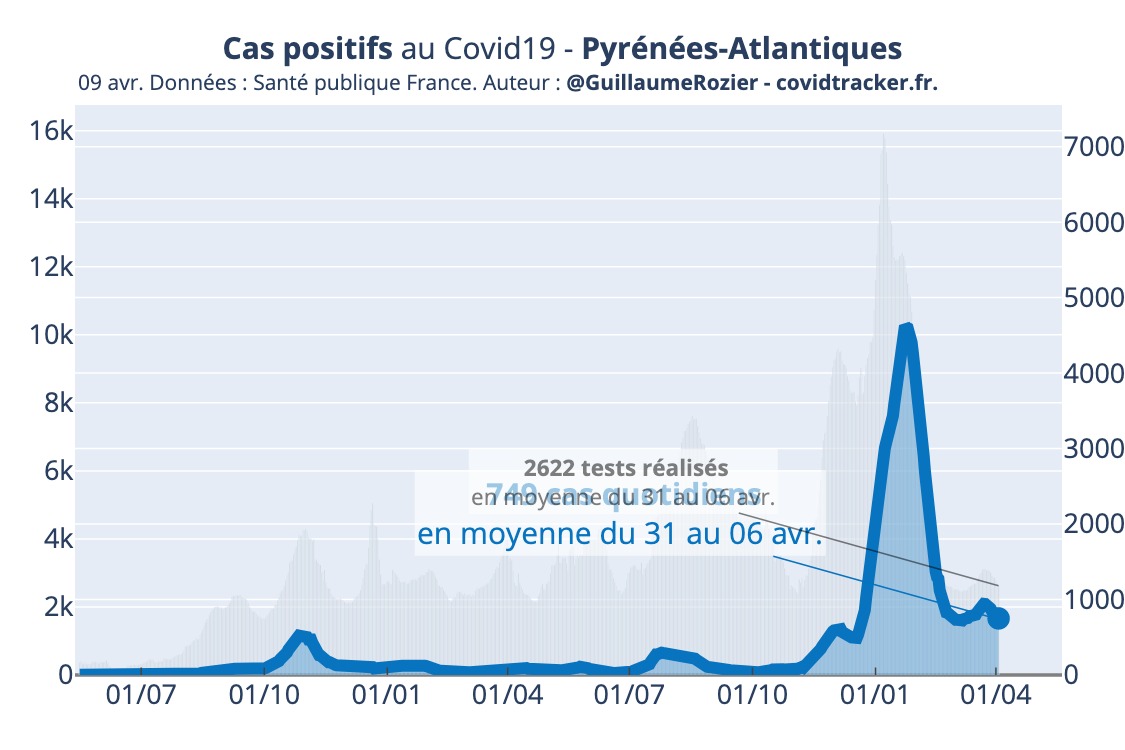 Cas positifs au Covid19 - Pyrénées-Atlantiques
09 avr. Données : Santé publique France. Auteur : @GuillaumeRozier - covidtracker.fr.
16k
14k
12k
10k
8k
6k
4k
2k
0
7000
6000
5000
4000
3000
2000
1000
0
2622 tests réalisés
en moyenne du 31 au 06 avr.
749 cas quotidiens
en moyenne du 31 au 06 avr.
01/07 01/10 01/01 01/04 01/07 01/10 01/01 01/04